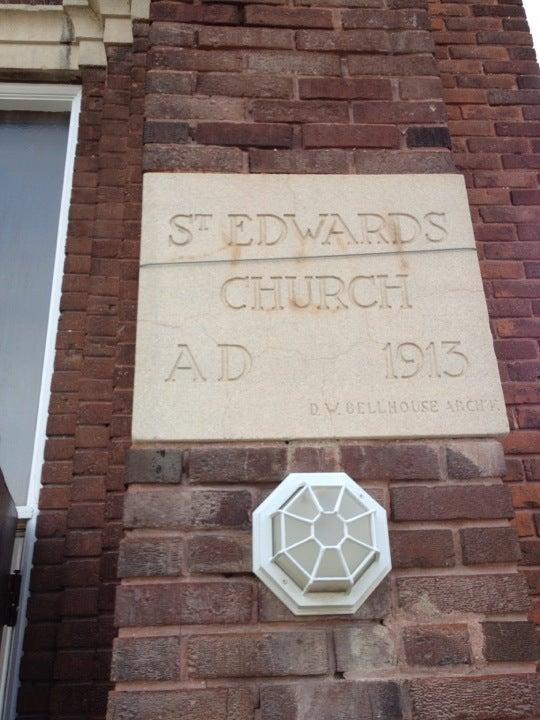 ST EDWARDS
CHURCH
AD 1913
D. W. BELLHOUSE ARCH'T.